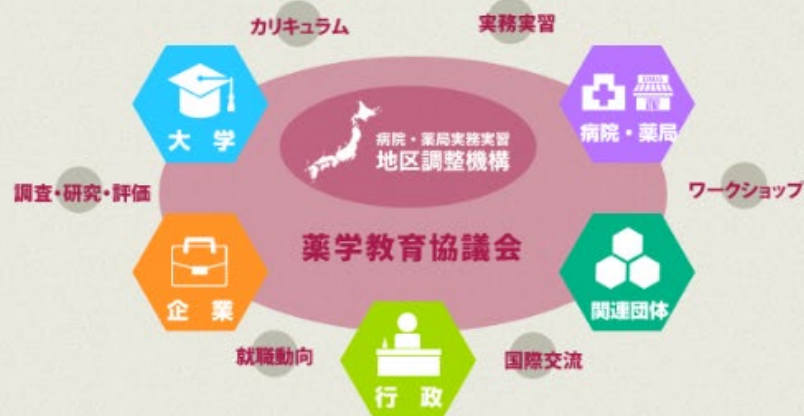 カリキュラム
実務実習
大学
病院・薬局実務実習
地区調整機構
病院・薬局
調査・研究・評価
ワークショップ
薬学教育協議会
企業
関連団体
就職動向
国際交流
行政